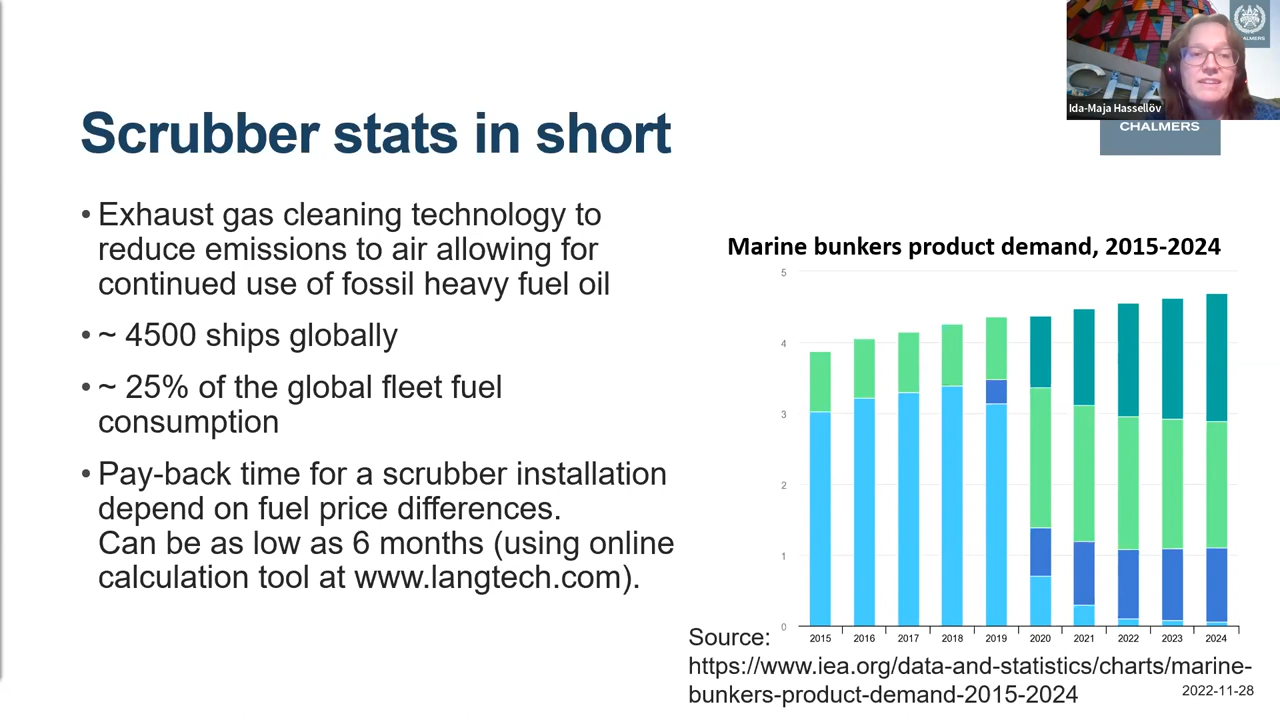 Scrubber stats in short
• Exhaust gas cleaning technology to
reduce emissions to air allowing for
continued use of fossil heavy fuel oil
• ~ 4500 ships globally
• ~ 25% of the global fleet fuel
consumption
• Pay-back time for a scrubber installation
depend on fuel price differences.
Can be as low as 6 months (using online
calculation tool at www.langtech.com).
CHA
ALMERS
Ida-Maja Hassellöv
CHALMERS
Marine bunkers product demand, 2015-2024
5
4
3
2
1
0
2015 2016 2017 2018 2019 2020 2021 2022 2023 2024
Source:
https://www.iea.org/data-and-statistics/charts/marine-
bunkers-product-demand-2015-2024
2022-11-28